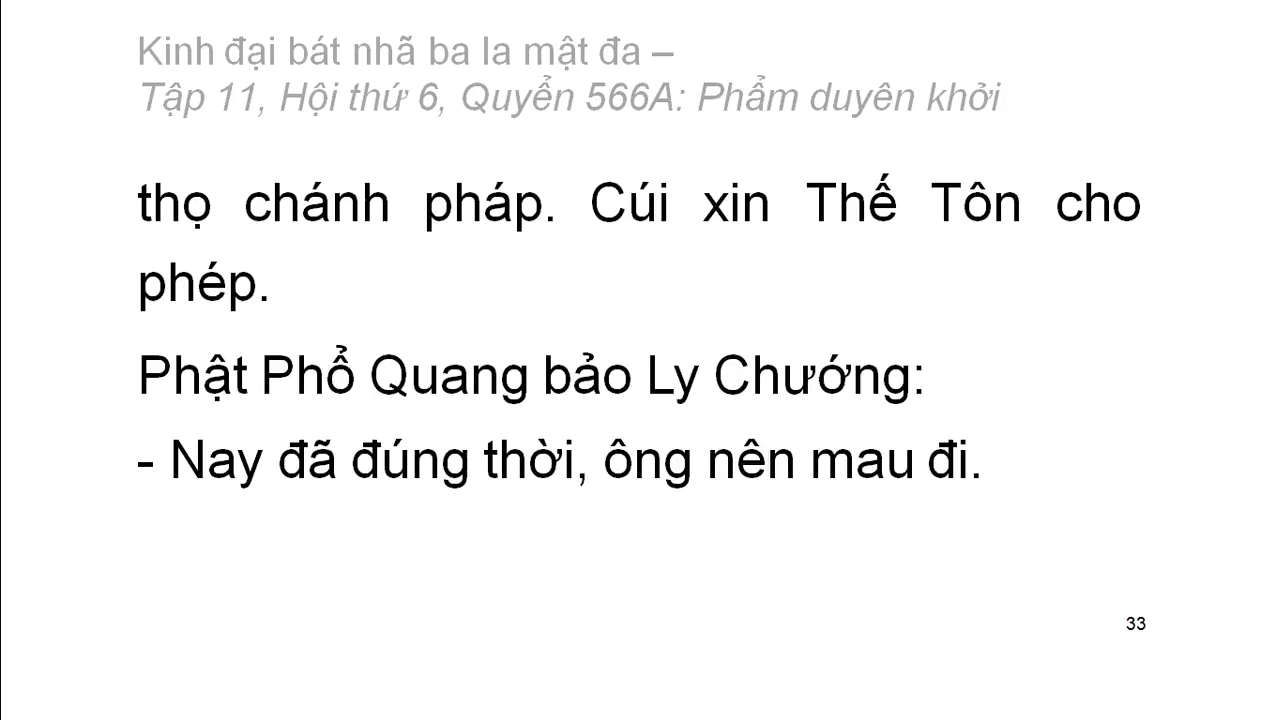 Kinh đại bát nhã ba la mật đa –
Tập 11, Hội thứ 6, Quyển 566A: Phẩm duyên khởi
thọ chánh pháp. Cúi xin Thế Tôn cho
phép.
Phật Phổ Quang bảo Ly Chướng:
- Nay đã đúng thời, ông nên mau đi.
33